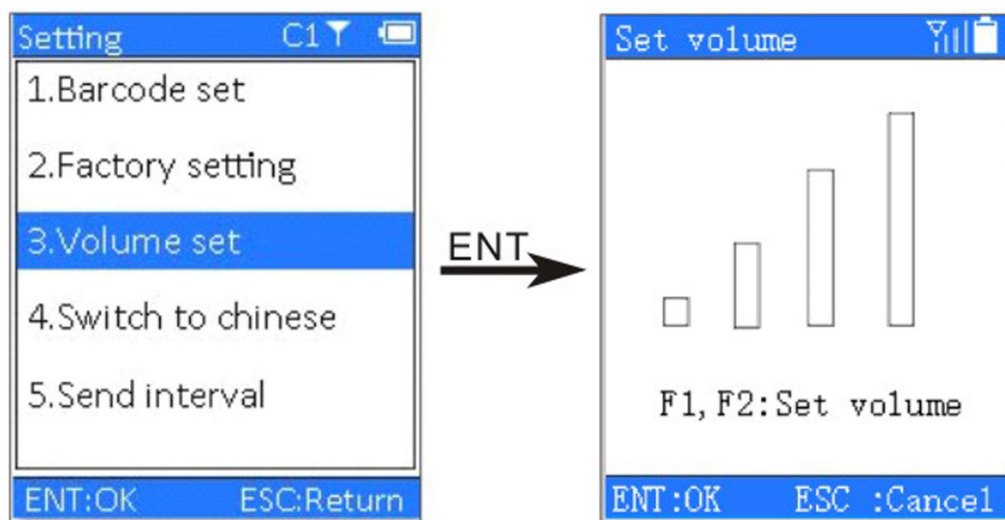 Setting C1
1.Barcode set
2.Factory setting
3.Volume set
4.Switch to chinese
5.Send interval
ENT:OK ESC:Return
ENT
Set volume
F1,F2:Set volume
ENT:OK ESC :Cancel